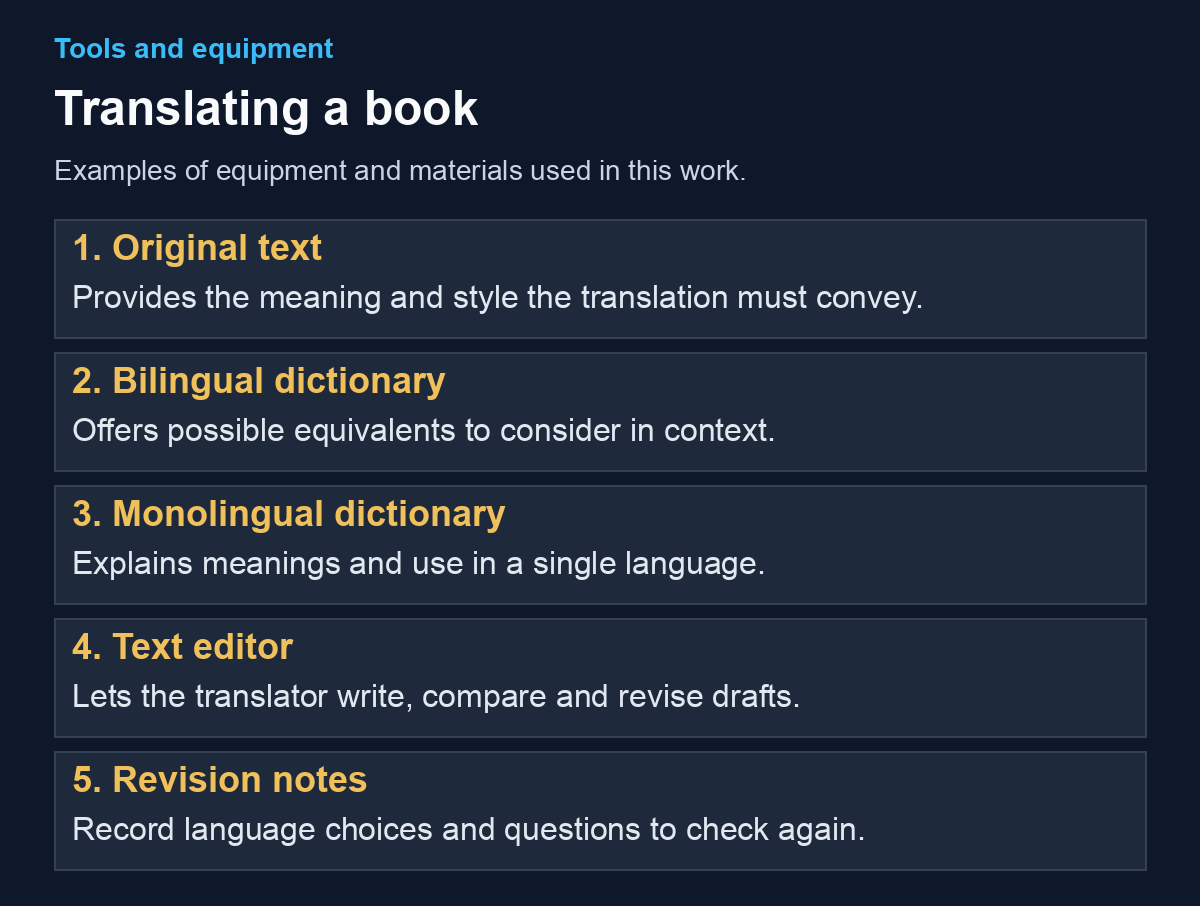 Tools and equipment
Translating a book
Examples of equipment and materials used in this work.
1. Original text
Provides the meaning and style the translation must convey.
2. Bilingual dictionary
Offers possible equivalents to consider in context.
3. Monolingual dictionary
Explains meanings and use in a single language.
4. Text editor
Lets the translator write, compare and revise drafts.
5. Revision notes
Record language choices and questions to check again.